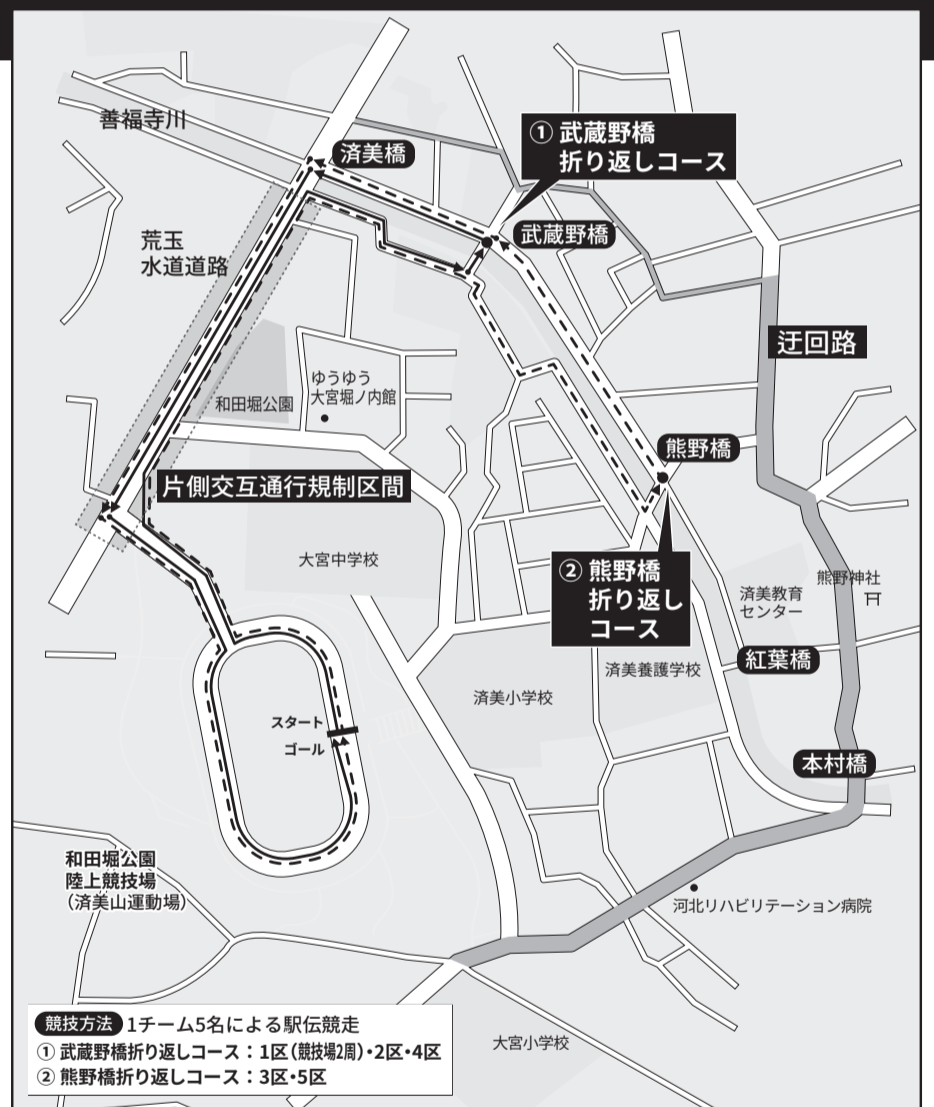 善福寺川
済美橋
① 武蔵野橋
折り返しコース
武蔵野橋
荒玉
水道道路
迂回路
ゆうゆう
大宮堀ノ内館
和田堀公園
熊野橋
片側交互通行規制区間
大宮中学校
② 熊野橋
折り返し
コース
熊野神社
済美教育
センター
紅葉橋
済美養護学校
済美小学校
スタート
ゴール
本村橋
和田堀公園
陸上競技場
（済美山運動場）
河北リハビリテーション病院
競技方法 1チーム5名による駅伝競走
① 武蔵野橋折り返しコース：1区（競技場2周）・2区・4区
② 熊野橋折り返しコース：3区・5区
大宮小学校